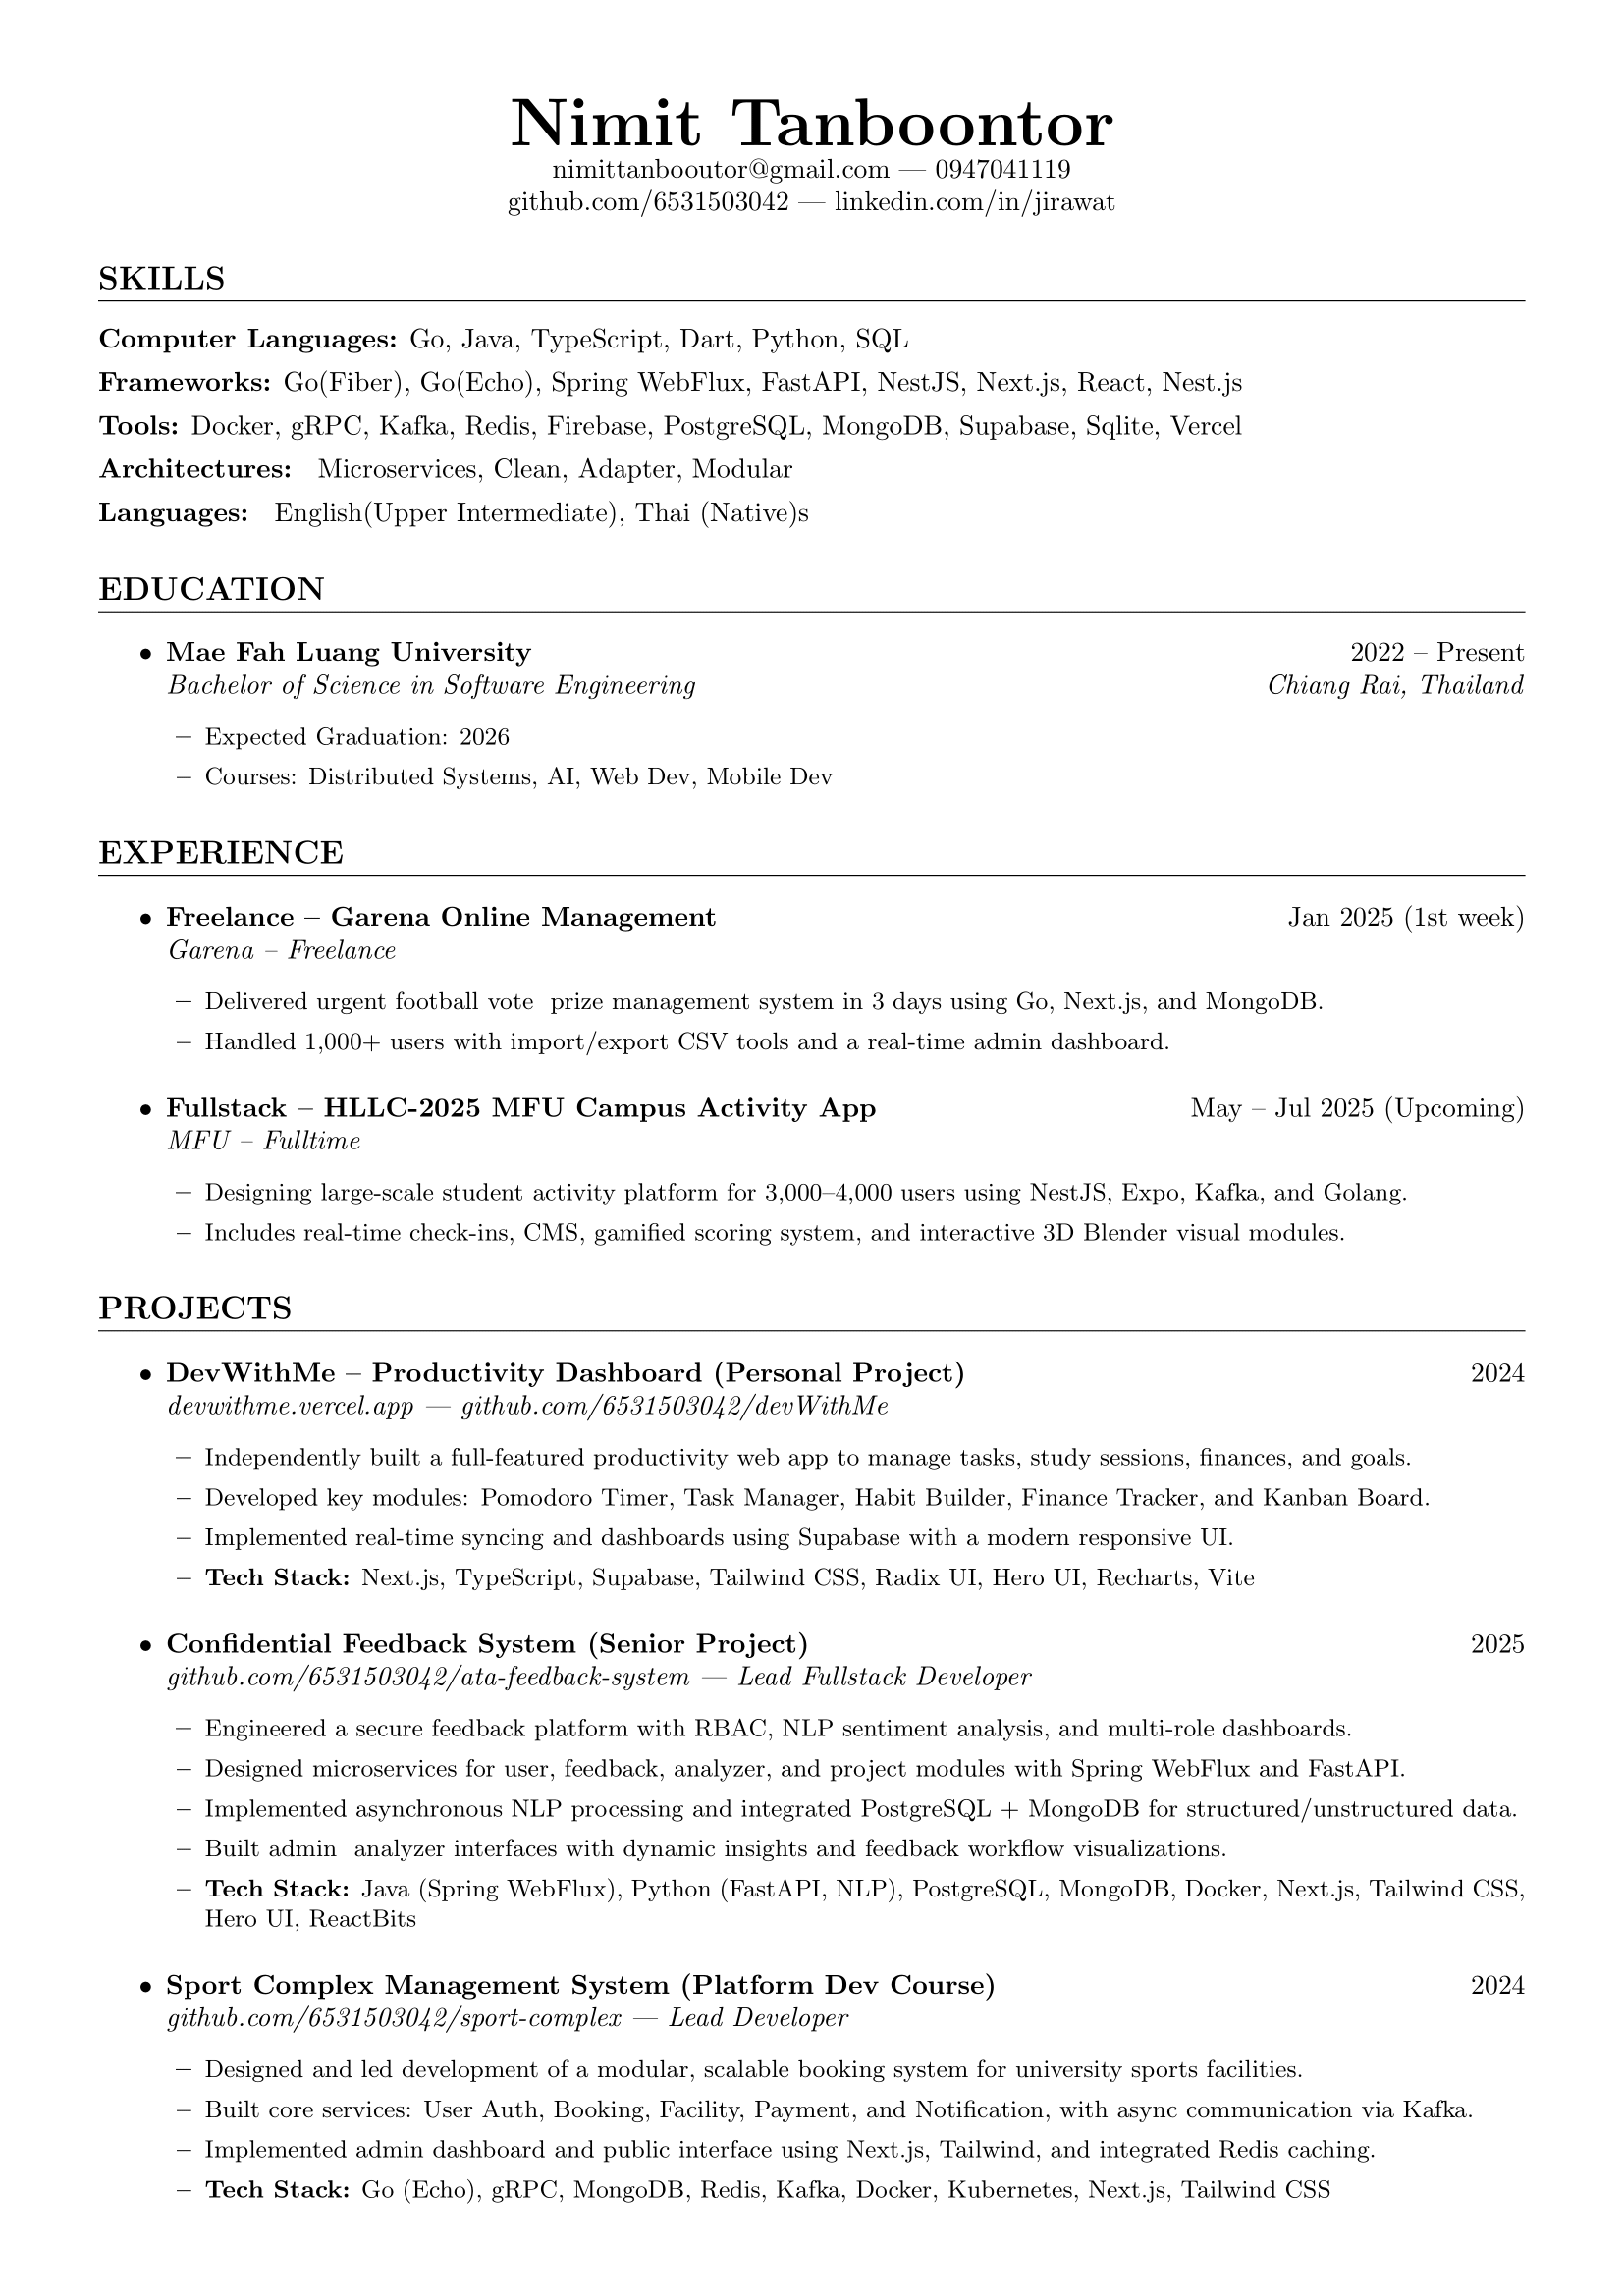 Nimit Tanboontor
nimittanbooutor@gmail.com — 0947041119
github.com/6531503042 — linkedin.com/in/jirawat
SKILLS
Computer Languages: Go, Java, TypeScript, Dart, Python, SQL
Frameworks: Go(Fiber), Go(Echo), Spring WebFlux, FastAPI, NestJS, Next.js, React, Nest.js
Tools: Docker, gRPC, Kafka, Redis, Firebase, PostgreSQL, MongoDB, Supabase, Sqlite, Vercel
Architectures: Microservices, Clean, Adapter, Modular
Languages: English(Upper Intermediate), Thai (Native)s
EDUCATION
• Mae Fah Luang University 2022 – Present
Bachelor of Science in Software Engineering Chiang Rai, Thailand
– Expected Graduation: 2026
– Courses: Distributed Systems, AI, Web Dev, Mobile Dev
EXPERIENCE
• Freelance – Garena Online Management Jan 2025 (1st week)
Garena – Freelance
– Delivered urgent football vote prize management system in 3 days using Go, Next.js, and MongoDB.
– Handled 1,000+ users with import/export CSV tools and a real-time admin dashboard.
• Fullstack – HLLC-2025 MFU Campus Activity App May – Jul 2025 (Upcoming)
MFU – Fulltime
– Designing large-scale student activity platform for 3,000–4,000 users using NestJS, Expo, Kafka, and Golang.
– Includes real-time check-ins, CMS, gamified scoring system, and interactive 3D Blender visual modules.
PROJECTS
• DevWithMe – Productivity Dashboard (Personal Project) 2024
devwithme.vercel.app — github.com/6531503042/devWithMe
– Independently built a full-featured productivity web app to manage tasks, study sessions, finances, and goals.
– Developed key modules: Pomodoro Timer, Task Manager, Habit Builder, Finance Tracker, and Kanban Board.
– Implemented real-time syncing and dashboards using Supabase with a modern responsive UI.
– Tech Stack: Next.js, TypeScript, Supabase, Tailwind CSS, Radix UI, Hero UI, Recharts, Vite
• Confidential Feedback System (Senior Project) 2025
github.com/6531503042/ata-feedback-system — Lead Fullstack Developer
– Engineered a secure feedback platform with RBAC, NLP sentiment analysis, and multi-role dashboards.
– Designed microservices for user, feedback, analyzer, and project modules with Spring WebFlux and FastAPI.
– Implemented asynchronous NLP processing and integrated PostgreSQL + MongoDB for structured/unstructured data.
– Built admin analyzer interfaces with dynamic insights and feedback workflow visualizations.
– Tech Stack: Java (Spring WebFlux), Python (FastAPI, NLP), PostgreSQL, MongoDB, Docker, Next.js, Tailwind CSS,
Hero UI, ReactBits
• Sport Complex Management System (Platform Dev Course) 2024
github.com/6531503042/sport-complex — Lead Developer
– Designed and led development of a modular, scalable booking system for university sports facilities.
– Built core services: User Auth, Booking, Facility, Payment, and Notification, with async communication via Kafka.
– Implemented admin dashboard and public interface using Next.js, Tailwind, and integrated Redis caching.
– Tech Stack: Go (Echo), gRPC, MongoDB, Redis, Kafka, Docker, Kubernetes, Next.js, Tailwind CSS